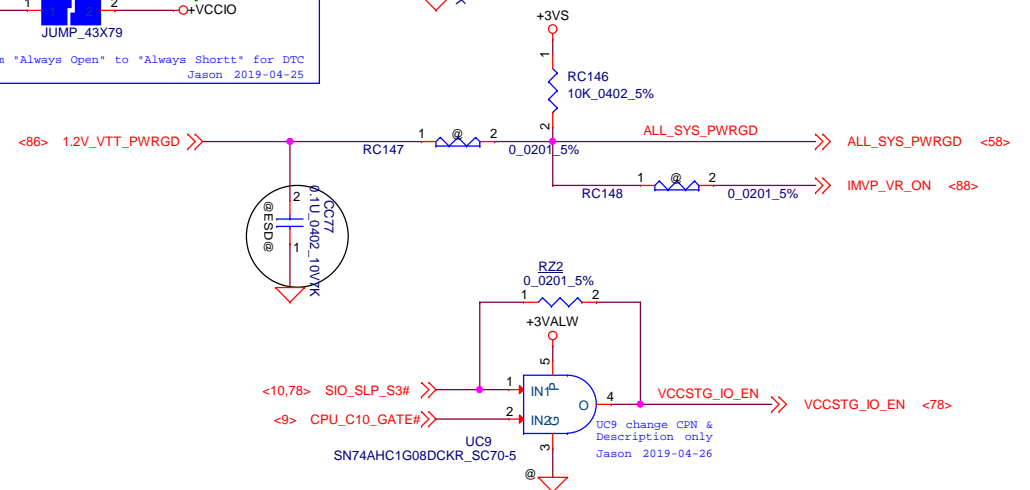 1 2 +VCCIO
JUMP_43X79
"Always Open" to "Always Shortt" for DTC
Jason 2019-04-25
+3VS
1
RC146
10K_0402_5%
2
<86> 1.2V_VTT_PWRGD
RC147
1 @ 2
0_0201_5%
ALL_SYS_PWRGD
ALL_SYS_PWRGD <58>
RC148
1 @ 2
0_0201_5%
IMVP_VR_ON <88>
2
CC77
0.1U_0402_10V7K
@ESD@
1
RZ2
0_0201_5%
1 2
+3VALW
5
<10,78> SIO_SLP_S3#
1 IN1 P
<9> CPU_C10_GATE#
2 IN2 G
O 4
VCCSTG_IO_EN
VCCSTG_IO_EN <78>
UC9 change CPN &
Description only
Jason 2019-04-26
UC9
SN74AHC1G08DCKR_SC70-5
3
@